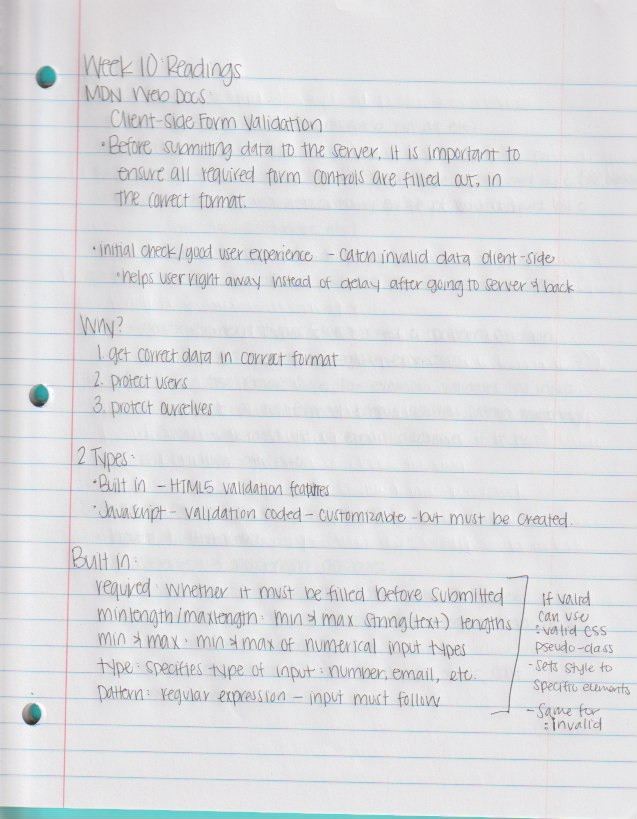 Week 10: Readings
MDN Web Docs:
Client-Side Form Validation
• Before submitting data to the server, it is important to
ensure all required form controls are filled out, in
the correct format.
• initial check/good user experience - catch invalid data client-side
• helps user right away instead of delay after going to server & back
Why?
1. get correct data in correct format
2. protect users
3. protect ourselves
2 Types:
• Built in - HTML5 validation features
• Javascript - validation coded - customizable - but must be created.
Built in:
required: whether it must be filled before submitted
minlength/maxlength: min & max string(text) lengths
min & max: min & max of numerical input types
type: specifies type of input: number, email, etc.
pattern: regular expression - input must follow
If valid
can use
:valid CSS
pseudo-class
- sets style to
specific elements
- Same for
:invalid